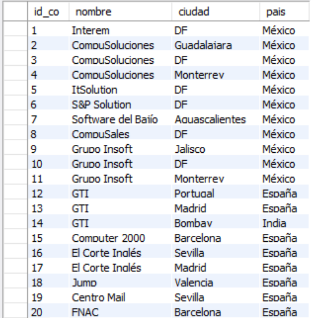 id_co nombre ciudad pais
1 Interem DF México
2 CompuSoluciones Guadalajara México
3 CompuSoluciones DF México
4 CompuSoluciones Monterrey México
5 ItSolution DF México
6 S&P Solution DF México
7 Software del Batío Aguascalientes México
8 CompuSales DF México
9 Grupo Insoft Jalisco México
10 Grupo Insoft DF México
11 Grupo Insoft Monterrey México
12 GTI Portugal España
13 GTI Madrid España
14 GTI Bombay India
15 Computer 2000 Barcelona España
16 El Corte Inglés Sevilla España
17 El Corte Inglés Madrid España
18 Jump Valencia España
19 Centro Mail Sevilla España
20 FNAC Barcelona España